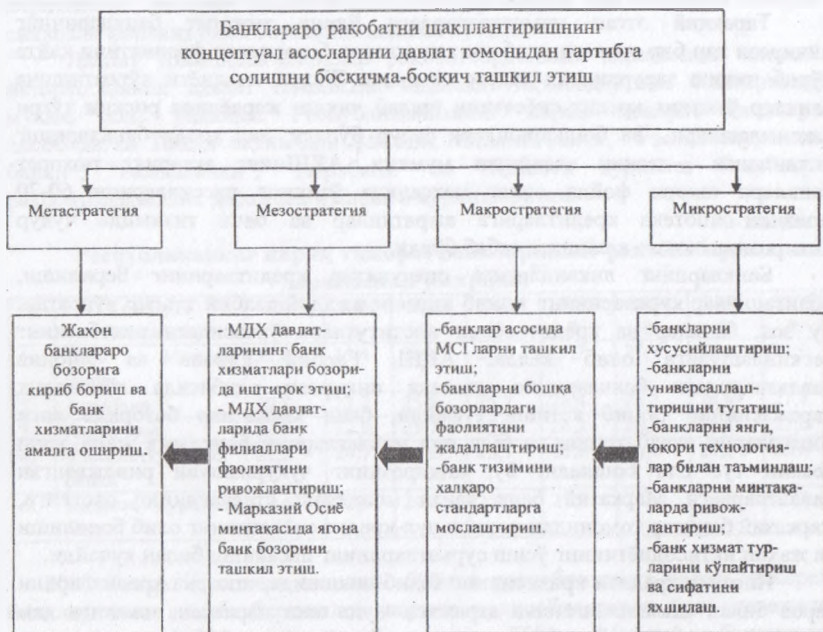 Банклараро рақобатни шакллантиришнинг
концептуал асосларини давлат томонидан тартибга
солишни босқичма-босқич ташкил этиш
Метастратегия
Мезостратегия
Макростратегия
Микростратегия
Жаҳон
банклараро
бозорига
кириб бориш ва
банк
хизматларини
амалга ошириш.
- МДҲ давлат-
ларининг банк
хизматлари бозори-
да иштирок этиш;
- МДҲ давлат-
ларида банк
филиаллари
фаолиятини
ривожлантириш;
- Марказий Осиё
минтақасида ягона
банк бозорини
ташкил этиш
-банклар асосида
МСГларни ташкил
этиш;
-банкларни бошқа
бозорлардаги
фаолиятини
жадаллаштириш;
-банк тизимини
халқаро
стандартларга
мослаштириш.
-банкларни
хусусийлаштириш;
-банкларни
универсаллаш-
тиришни тугатиш;
-банкларни янги,
юқори технология-
лар билан таъминлаш;
-банкларни минтақа-
ларда ривож-
лантириш;
- банк хизмат тур-
ларини кўпайтириш
ва сифатини
яхшилаш.